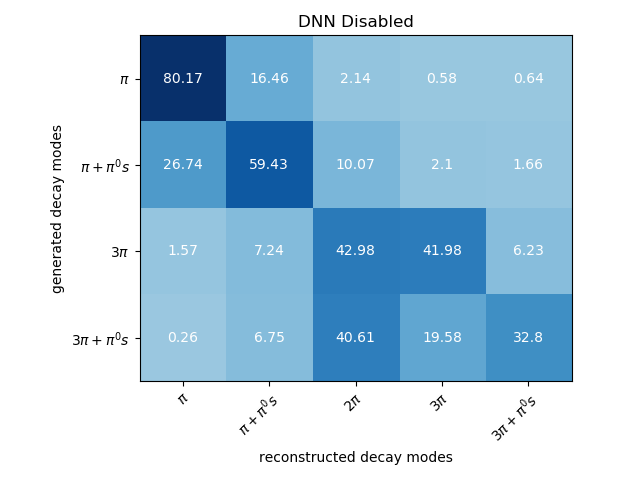 DNN Disabled
generated decay modes
π 80.17 16.46 2.14 0.58 0.64
π + π⁰s 26.74 59.43 10.07 2.1 1.66
3π 1.57 7.24 42.98 41.98 6.23
3π + π⁰s 0.26 6.75 40.61 19.58 32.8
π π + π⁰s 2π 3π 3π + π⁰s
reconstructed decay modes